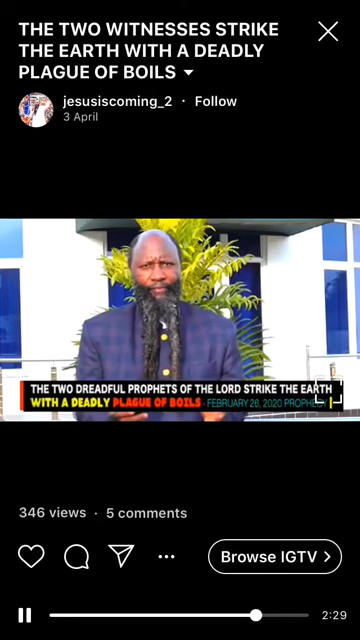 THE TWO WITNESSES STRIKE
THE EARTH WITH A DEADLY
PLAGUE OF BOILS
jesusiscoming_2 · Follow
3 April
THE TWO DREADFUL PROPHETS OF THE LORD STRIKE THE EARTH
WITH A DEADLY PLAGUE OF BOILS - FEBRUARY 26, 2020 PROPHECY
346 views · 5 comments
Browse IGTV >
2:29